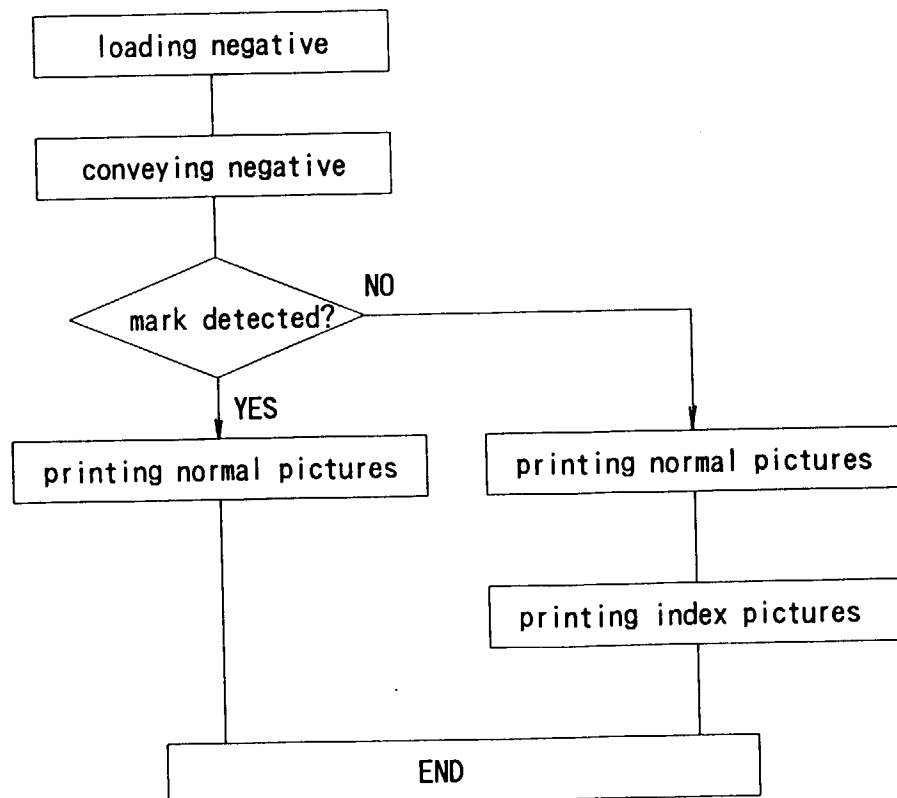 loading negative
conveying negative
mark detected?
NO
YES
printing normal pictures
printing normal pictures
printing index pictures
END